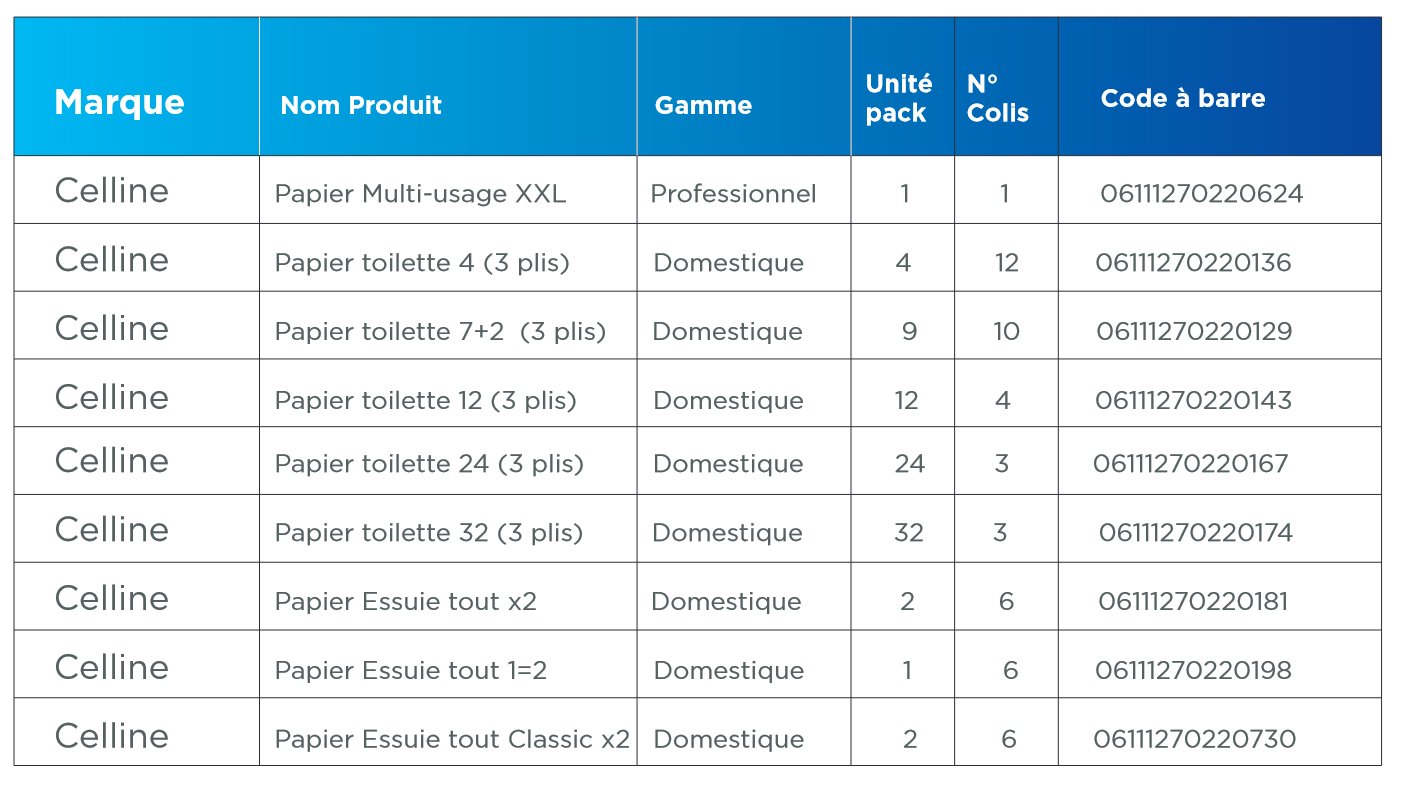 Marque Nom Produit Gamme Unité pack N° Colis Code à barre
Celline Papier Multi-usage XXL Professionnel 1 1 06111270220624
Celline Papier toilette 4 (3 plis) Domestique 4 12 06111270220136
Celline Papier toilette 7+2 (3 plis) Domestique 9 10 06111270220129
Celline Papier toilette 12 (3 plis) Domestique 12 4 06111270220143
Celline Papier toilette 24 (3 plis) Domestique 24 3 06111270220167
Celline Papier toilette 32 (3 plis) Domestique 32 3 06111270220174
Celline Papier Essuie tout x2 Domestique 2 6 06111270220181
Celline Papier Essuie tout 1=2 Domestique 1 6 06111270220198
Celline Papier Essuie tout Classic x2 Domestique 2 6 06111270220730